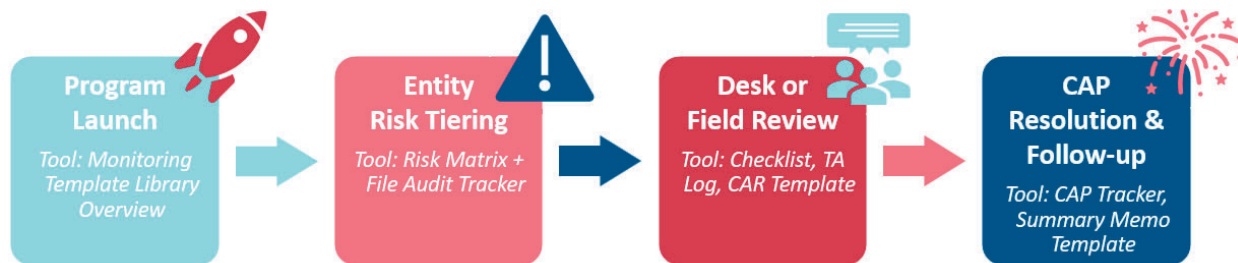 Program
Launch
Tool: Monitoring
Template Library
Overview
Entity
Risk Tiering
Tool: Risk Matrix +
File Audit Tracker
Desk or
Field Review
Tool: Checklist, TA
Log, CAR Template
CAP
Resolution &
Follow-up
Tool: CAP Tracker,
Summary Memo
Template